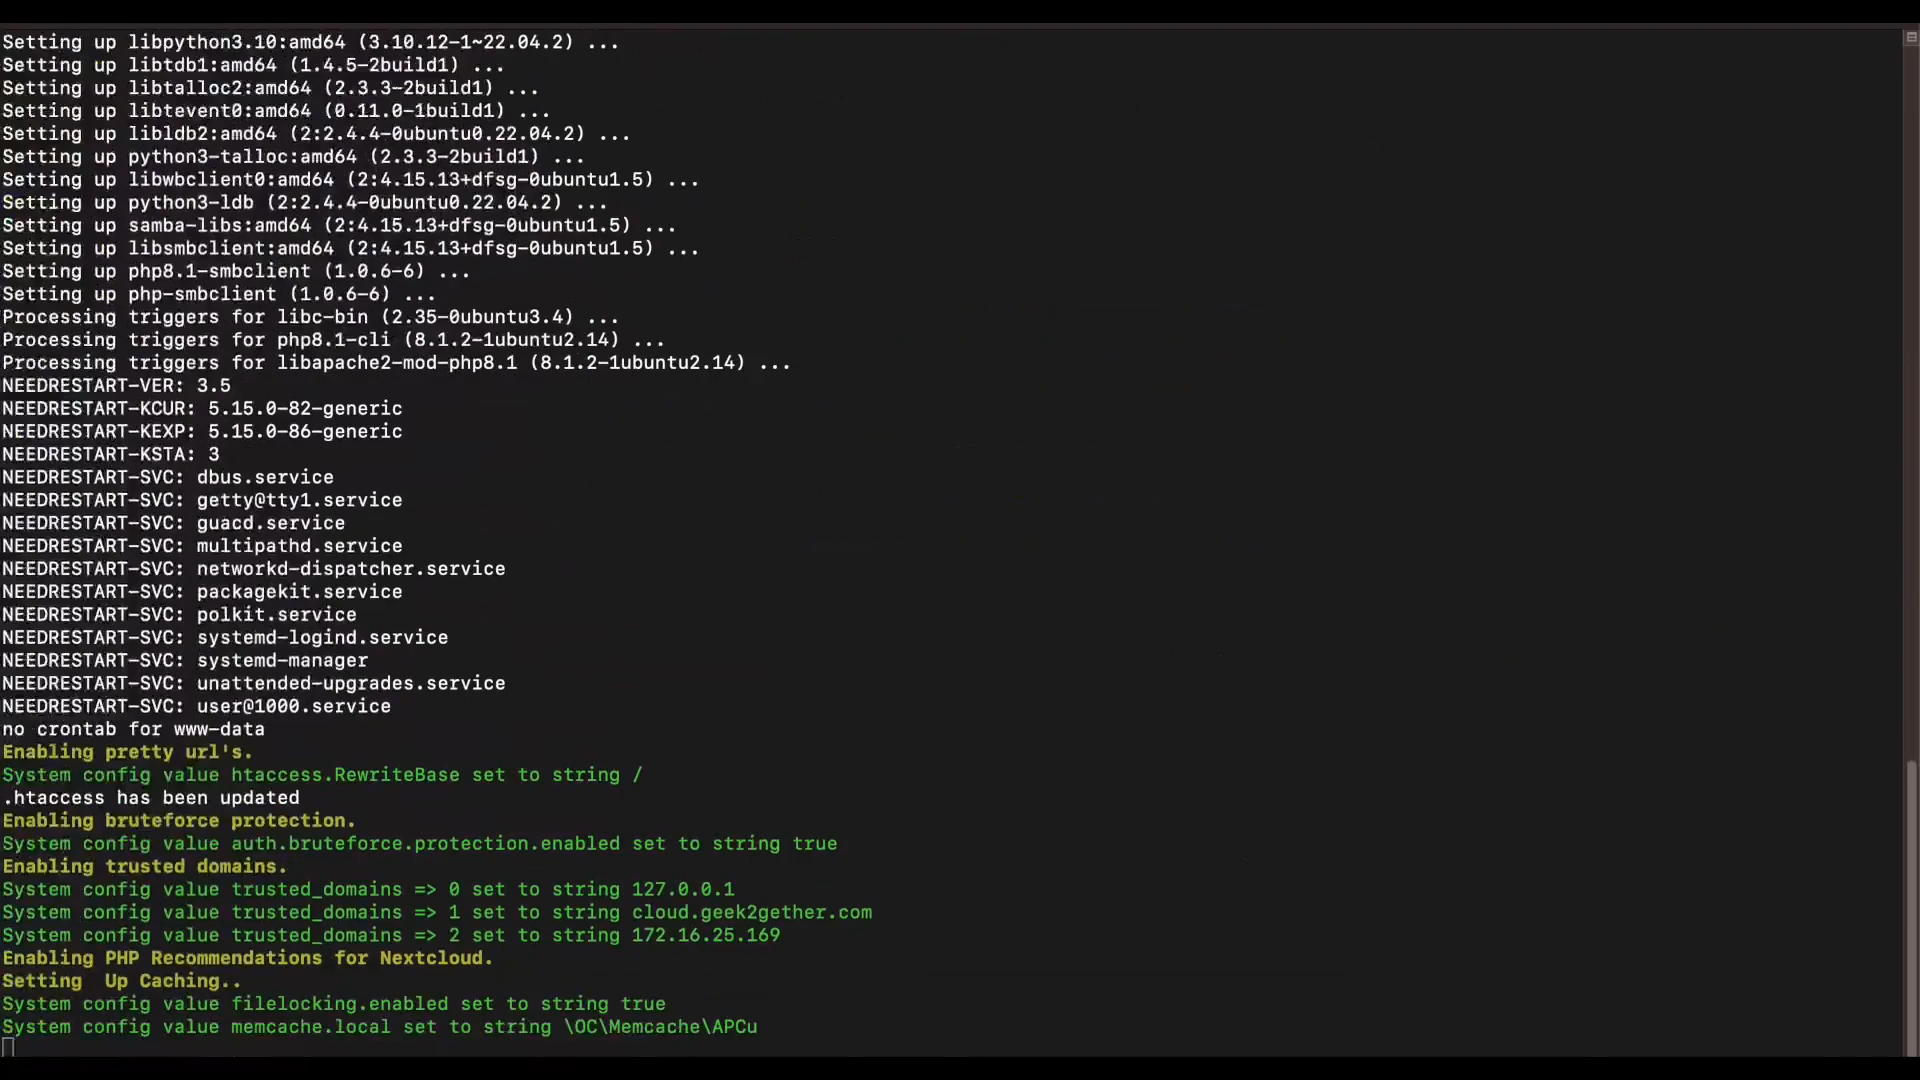 Setting up libpython3.10:amd64 (3.10.12-1~22.04.2) ...
Setting up libtdb1:amd64 (1.4.5-2build1) ...
Setting up libtalloc2:amd64 (2.3.3-2build1) ...
Setting up libtevent0:amd64 (0.11.0-1build1) ...
Setting up libldb2:amd64 (2:2.4.4-0ubuntu0.22.04.2) ...
Setting up python3-talloc:amd64 (2.3.3-2build1) ...
Setting up libwbclient0:amd64 (2:4.15.13+dfsg-0ubuntu1.5) ...
Setting up python3-ldb (2:2.4.4-0ubuntu0.22.04.2) ...
Setting up samba-libs:amd64 (2:4.15.13+dfsg-0ubuntu1.5) ...
Setting up libsmbclient:amd64 (2:4.15.13+dfsg-0ubuntu1.5) ...
Setting up php8.1-smbclient (1.0.6-6) ...
Setting up php-smbclient (1.0.6-6) ...
Processing triggers for libc-bin (2.35-0ubuntu3.4) ...
Processing triggers for php8.1-cli (8.1.2-1ubuntu2.14) ...
Processing triggers for libapache2-mod-php8.1 (8.1.2-1ubuntu2.14) ...
NEEDRESTART-VER: 3.5
NEEDRESTART-KCUR: 5.15.0-82-generic
NEEDRESTART-KEXP: 5.15.0-86-generic
NEEDRESTART-KSTA: 3
NEEDRESTART-SVC: dbus.service
NEEDRESTART-SVC: getty@tty1.service
NEEDRESTART-SVC: guacd.service
NEEDRESTART-SVC: multipathd.service
NEEDRESTART-SVC: networkd-dispatcher.service
NEEDRESTART-SVC: packagekit.service
NEEDRESTART-SVC: polkit.service
NEEDRESTART-SVC: systemd-logind.service
NEEDRESTART-SVC: systemd-manager
NEEDRESTART-SVC: unattended-upgrades.service
NEEDRESTART-SVC: user@1000.service
no crontab for www-data
Enabling pretty url's.
System config value htaccess.RewriteBase set to string /
.htaccess has been updated
Enabling bruteforce protection.
System config value auth.bruteforce.protection.enabled set to string true
Enabling trusted domains.
System config value trusted_domains => 0 set to string 127.0.0.1
System config value trusted_domains => 1 set to string cloud.geek2gether.com
System config value trusted_domains => 2 set to string 172.16.25.169
Enabling PHP Recommendations for Nextcloud.
Setting  Up Caching..
System config value filelocking.enabled set to string true
System config value memcache.local set to string \OC\Memcache\APCu